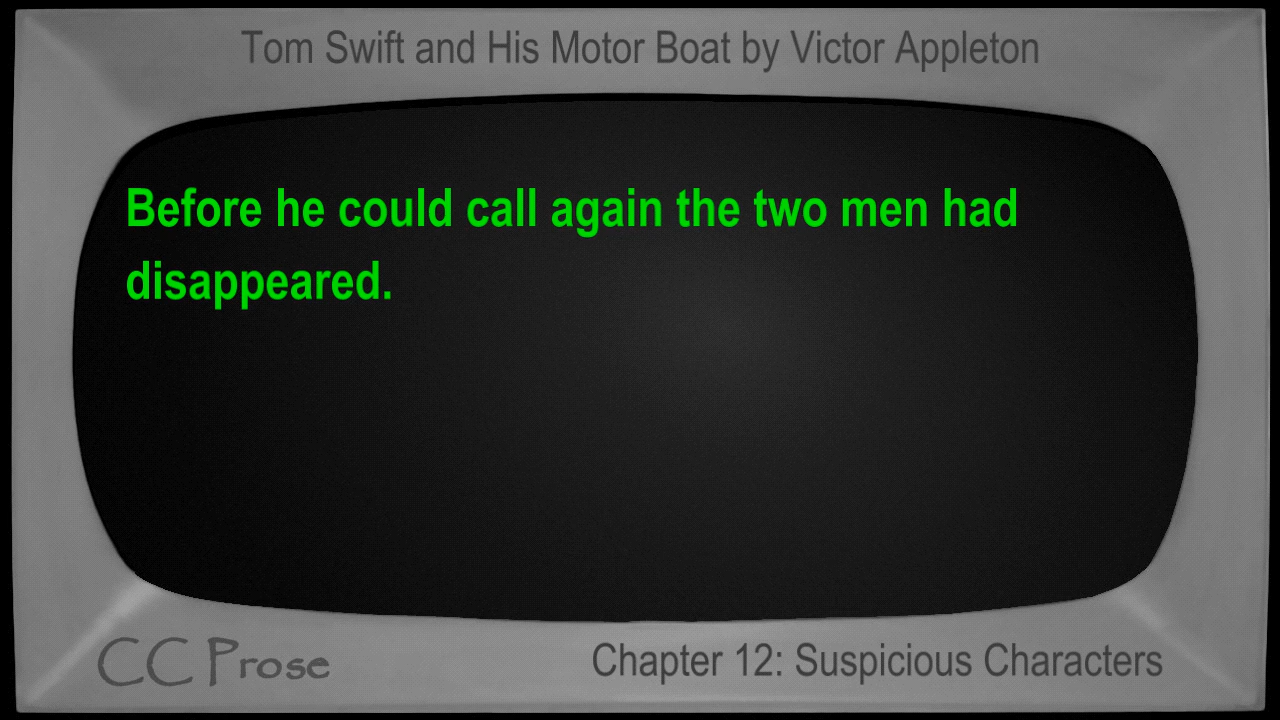 Tom Swift and His Motor Boat by Victor Appleton
Before he could call again the two men had
disappeared.
CC Prose
Chapter 12: Suspicious Characters